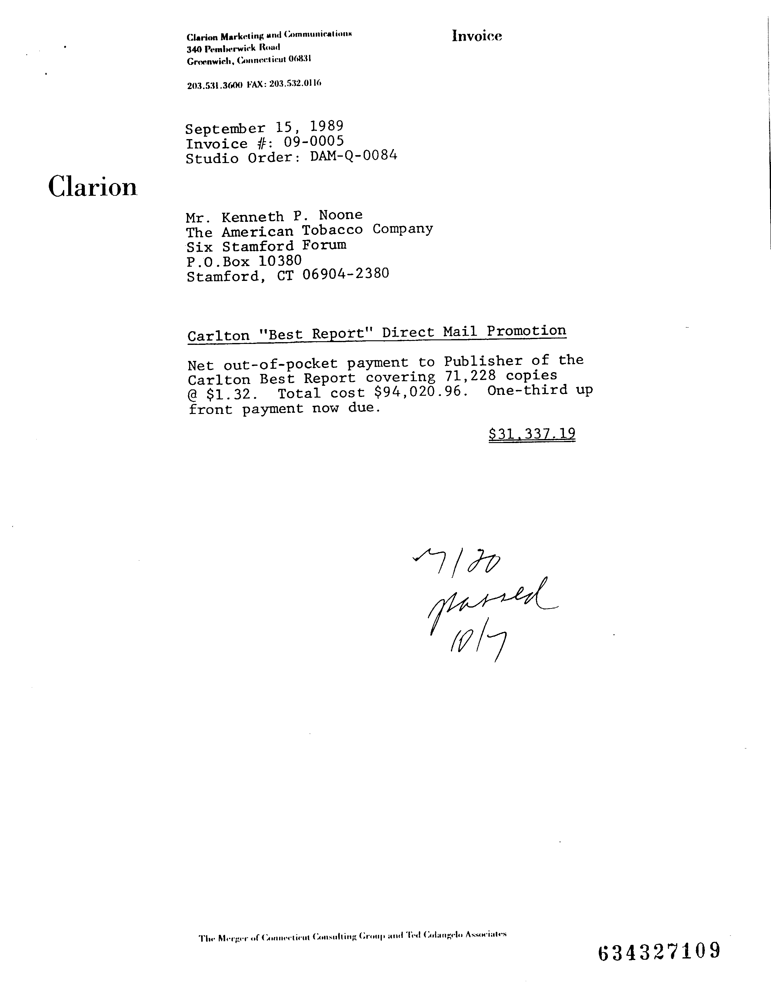 Clarion Marketing and Communications
340 Pemberwick Road
Greenwich, Connecticut 06831
203.531.3600 FAX: 203.532.0116
Invoice
September 15, 1989
Invoice #: 09-0005
Studio Order: DAM-Q-0084
Clarion
Mr. Kenneth P. Noone
The American Tobacco Company
Six Stamford Forum
P.O.Box 10380
Stamford, CT 06904-2380
Carlton "Best Report" Direct Mail Promotion
Net out-of-pocket payment to Publisher of the
Carlton Best Report covering 71,228 copies
@ $1.32. Total cost $94,020.96. One-third up
front payment now due.
$31,337.19
passed
10/7
The Merger of Connecticut Consulting Group and Ted Colangelo Associates
634327109